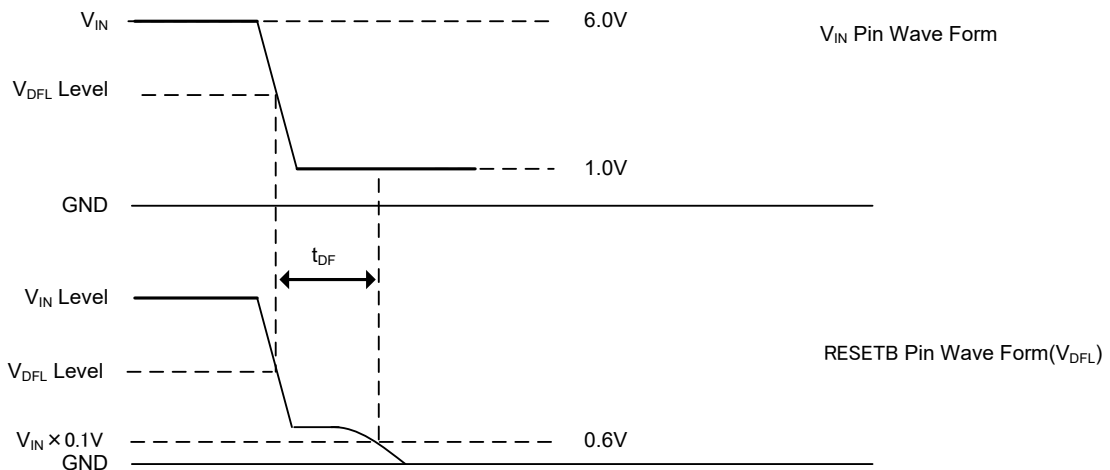 V_IN 6.0V V_IN Pin Wave Form
V_DFL Level
1.0V
GND
t_DF
V_IN Level
RESETB Pin Wave Form(V_DFL)
V_DFL Level
V_IN × 0.1V 0.6V
GND